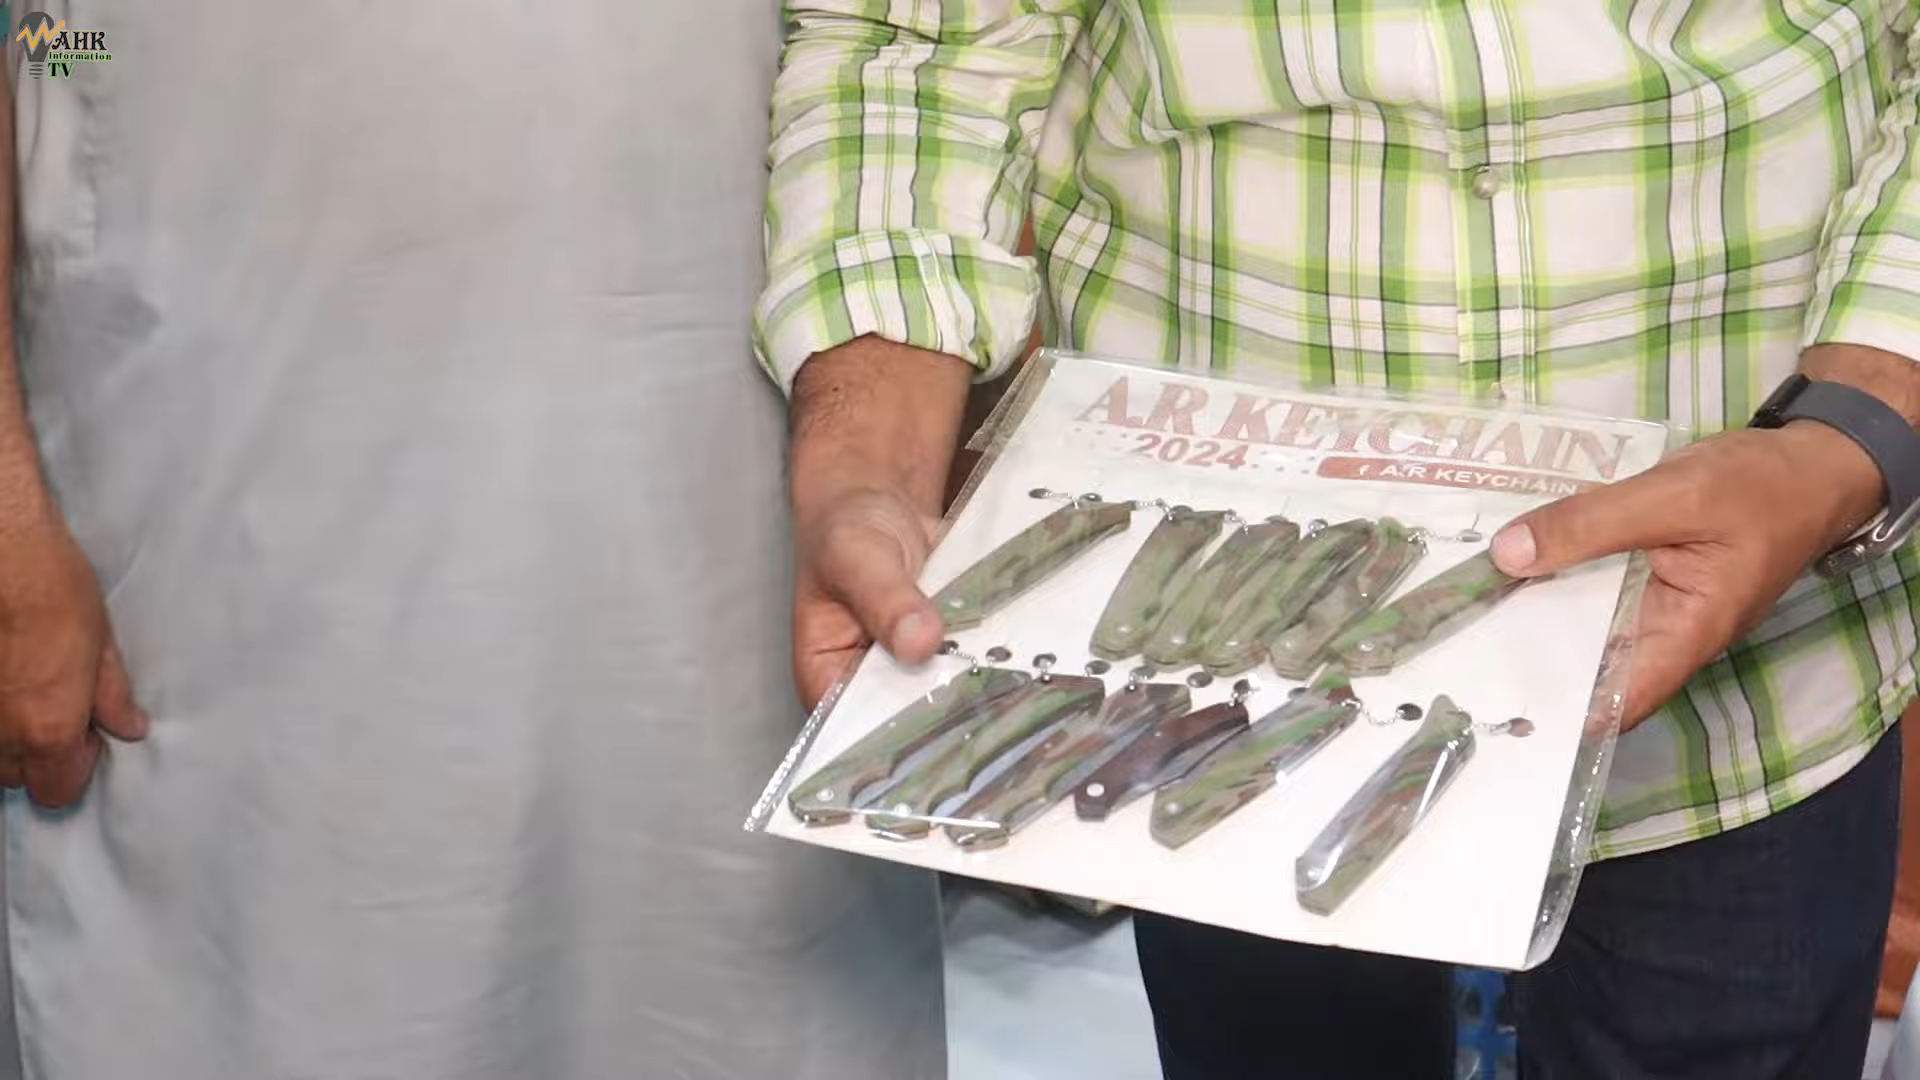 AHK
information
TV
A.R KEYCHAIN
2024
A.R KEYCHAIN